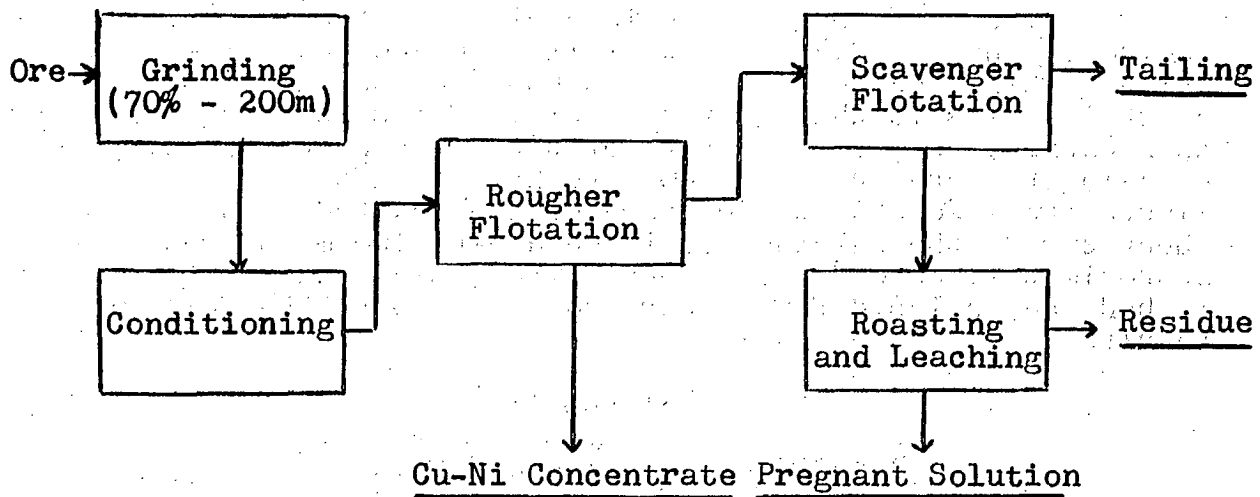 Ore
Grinding
(70% - 200m)
Conditioning
Rougher
Flotation
Scavenger
Flotation
Tailing
Roasting
and Leaching
Residue
Cu-Ni Concentrate
Pregnant Solution